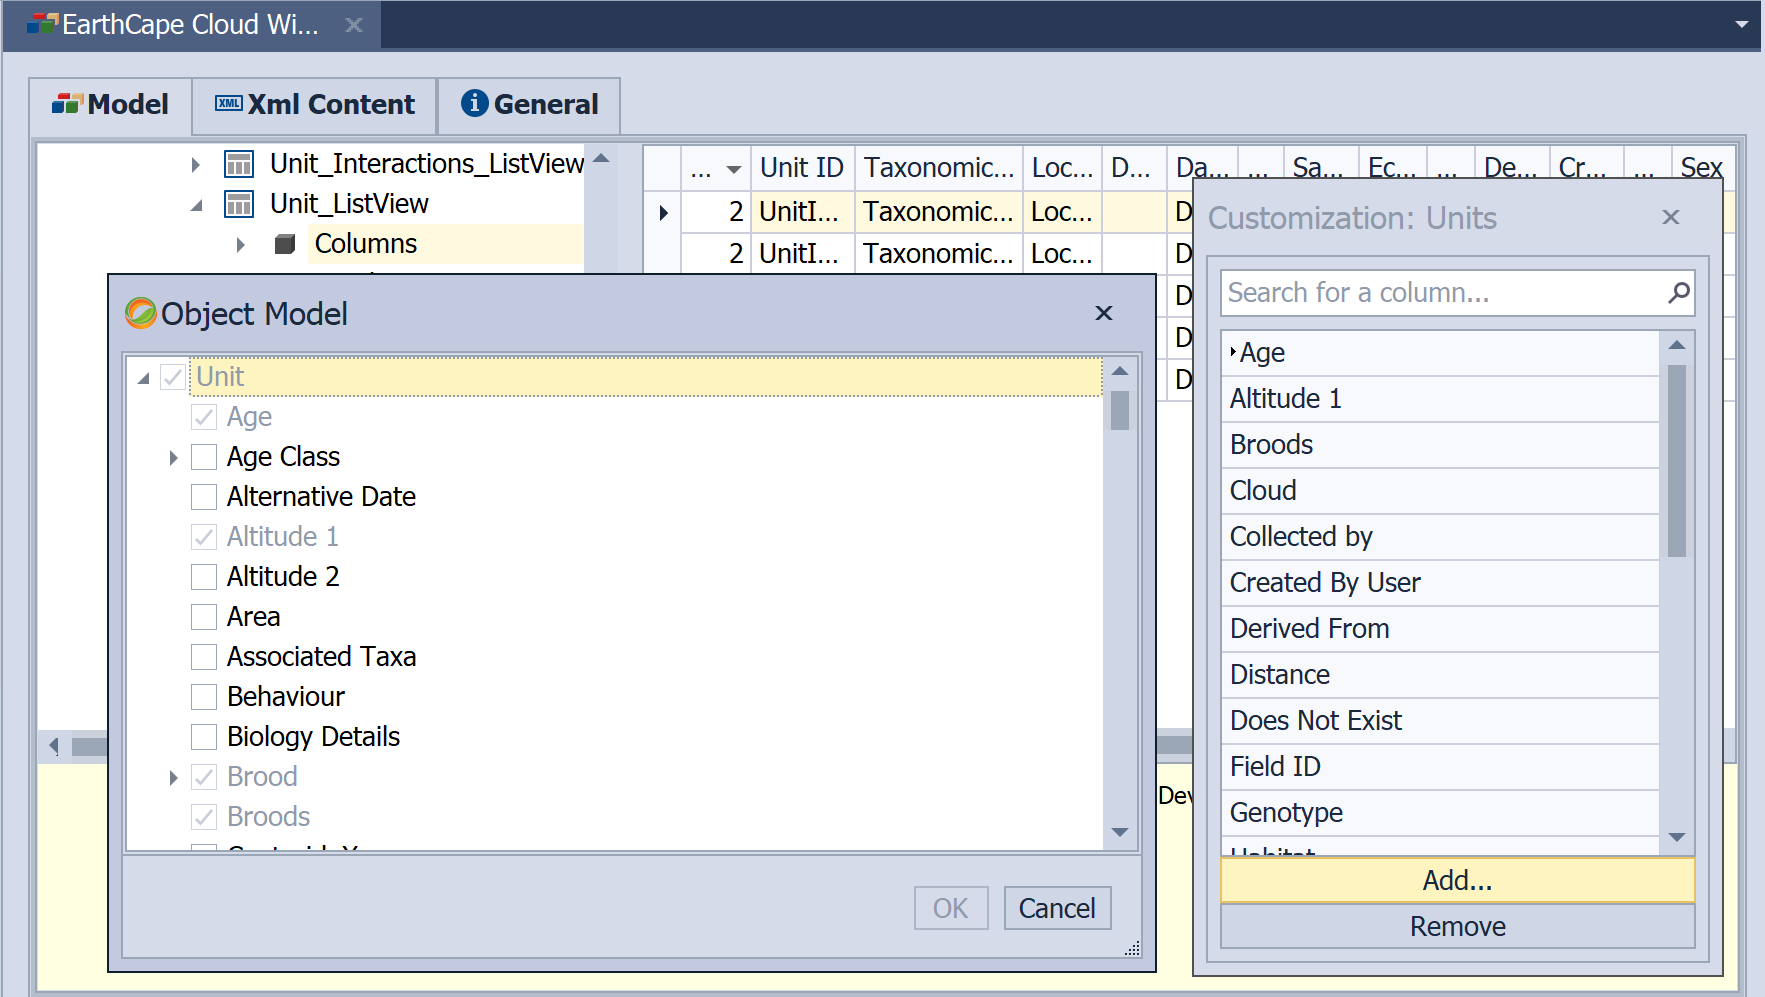 EarthCape Cloud Wi...
Model
Xml Content
General
Unit_Interactions_ListView
Unit_ListView
Columns
... Unit ID Taxonomic... Loc... D... Da... ... Sa... Ec... ... De... Cr... ... Sex
2 UnitI... Taxonomic... Loc... D
2 UnitI... Taxonomic... Loc... D
D
D
D
Dev
Object Model
Unit
Age
Age Class
Alternative Date
Altitude 1
Altitude 2
Area
Associated Taxa
Behaviour
Biology Details
Brood
Broods
OK
Cancel
Customization: Units
Search for a column...
Age
Altitude 1
Broods
Cloud
Collected by
Created By User
Derived From
Distance
Does Not Exist
Field ID
Genotype
Habitat
Add...
Remove